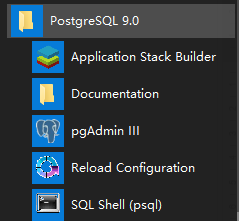 PostgreSQL 9.0
Application Stack Builder
Documentation
pgAdmin III
Reload Configuration
SQL Shell (psql)